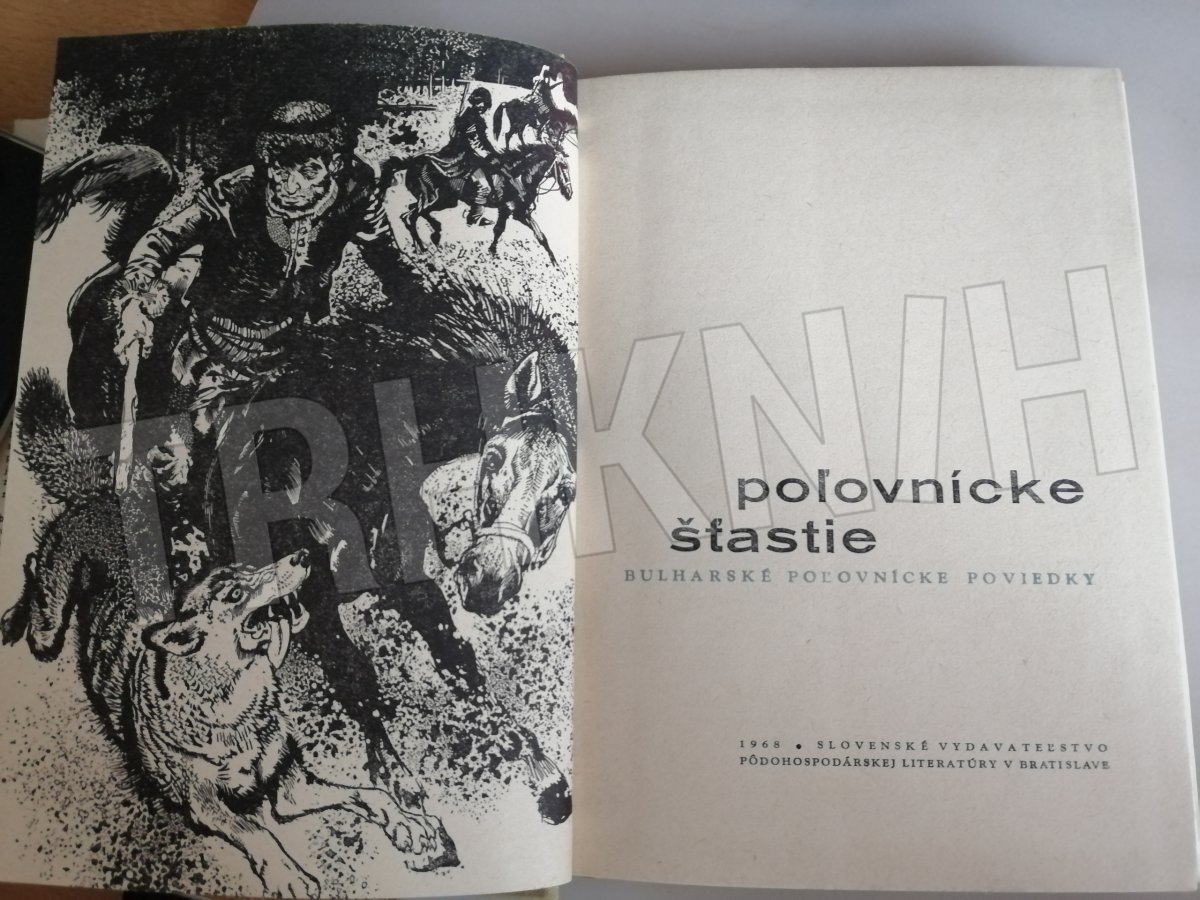 TRH KNIH
poľovnícke
šťastie
BULHARSKÉ POĽOVNÍCKE POVIEDKY
1968 • SLOVENSKÉ VYDAVATEĽSTVO
PÔDOHOSPODÁRSKEJ LITERATÚRY V BRATISLAVE